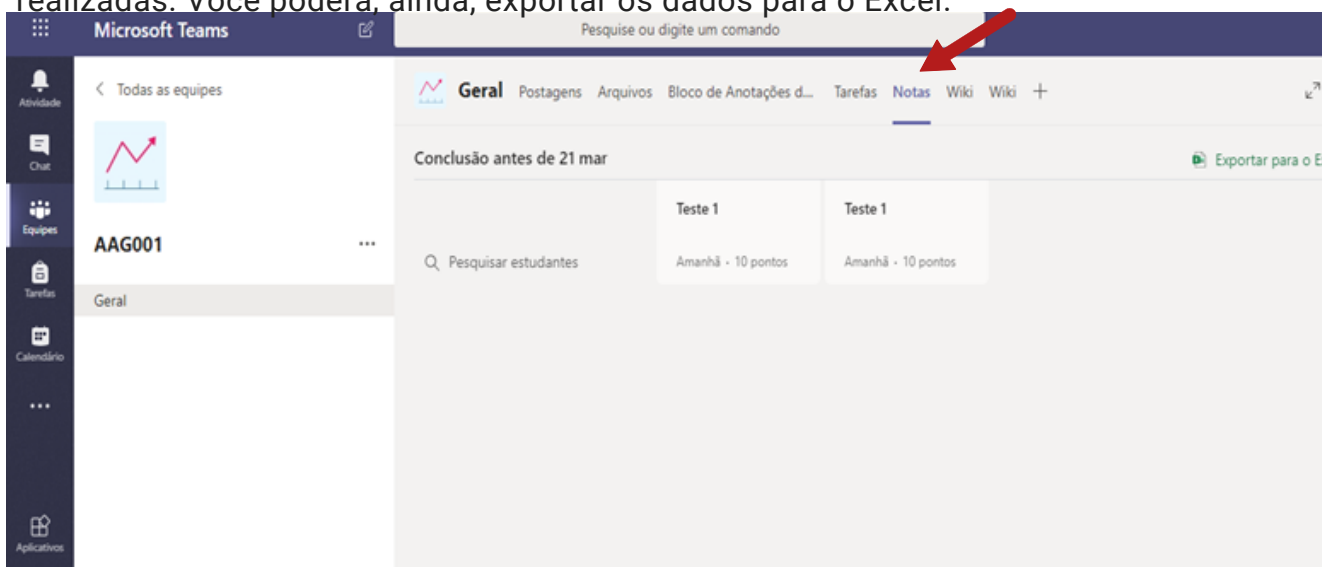 realizadas. Você poderá, ainda, exportar os dados para o Excel.
Microsoft Teams
Pesquise ou digite um comando
Atividade
Chat
Equipes
Tarefas
Calendário
Aplicativos
Todas as equipes
AAG001
Geral
Geral Postagens Arquivos Bloco de Anotações d... Tarefas Notas Wiki Wiki
Conclusão antes de 21 mar
Exportar para o E
Teste 1 Teste 1
Pesquisar estudantes
Amanhã • 10 pontos Amanhã • 10 pontos